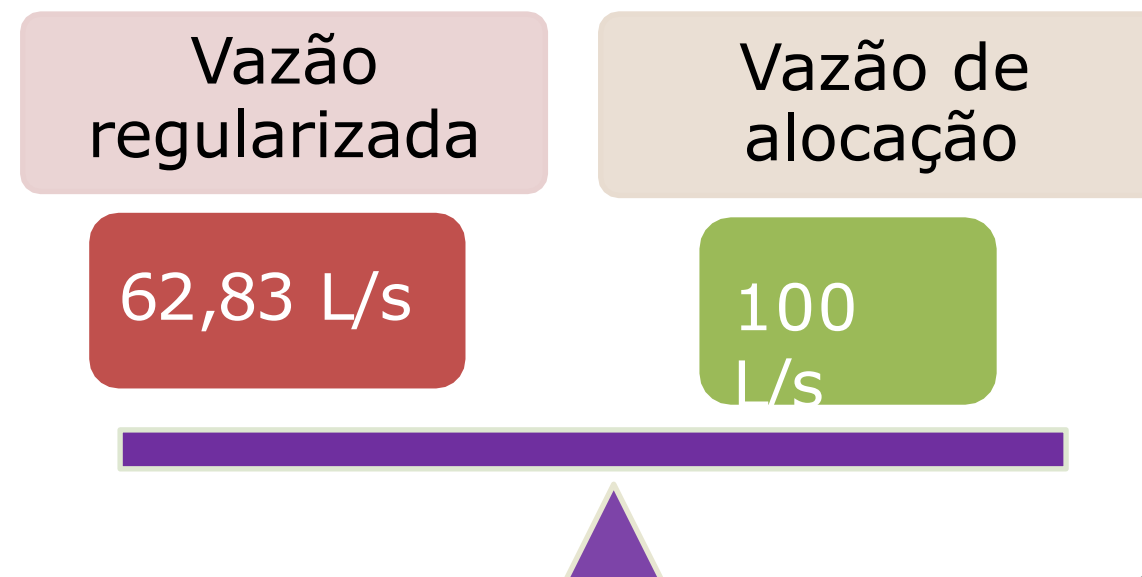 Vazão
regularizada
62,83 L/s
Vazão de
alocação
100
L/s